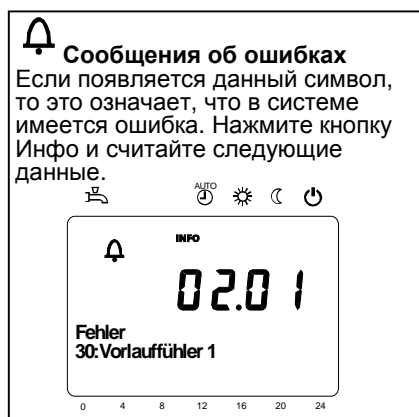 Сообщения об ошибках
Если появляется данный символ,
то это означает, что в системе
имеется ошибка. Нажмите кнопку
Инфо и считайте следующие
данные.
AUTO
INFO
02.01
Fehler
30:Vorlauffühler 1
0 4 8 12 16 20 24